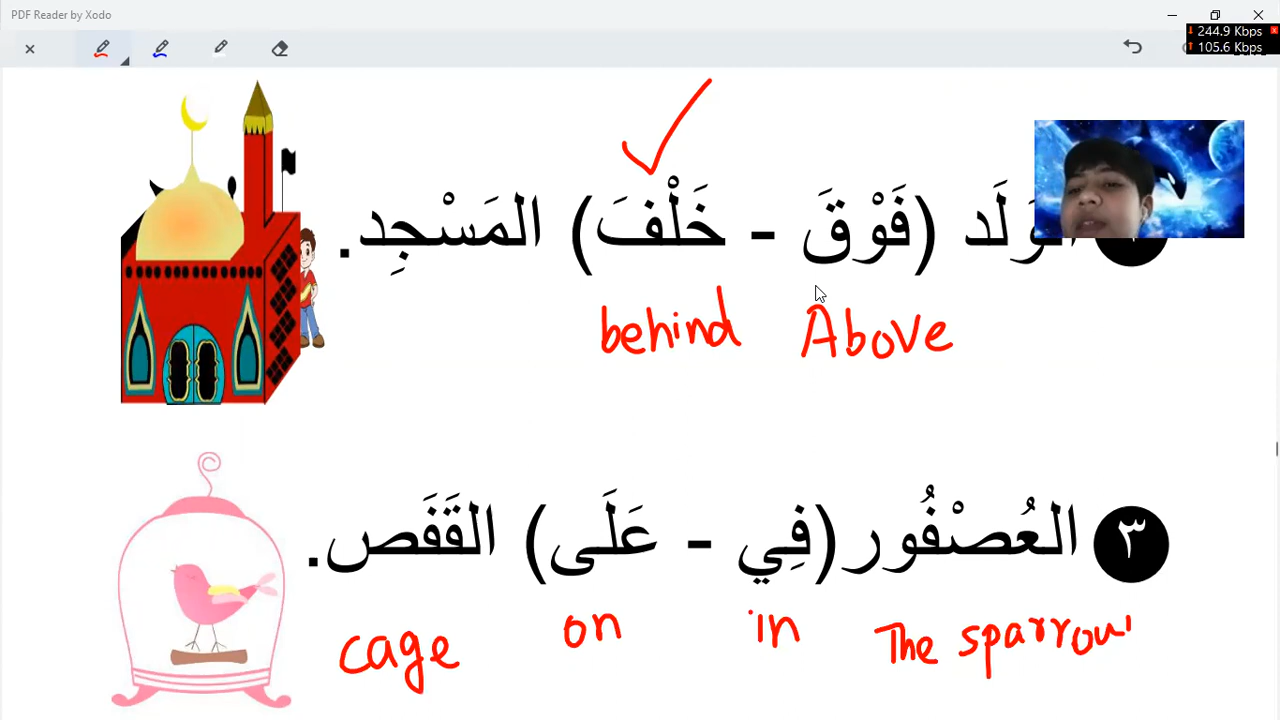 PDF Reader by Xodo
244.9 Kbps
105.6 Kbps
الوَلَد (فَوْقَ - خَلْفَ) المَسْجِد.
behind Above
٣ العُصْفُور (فِي - عَلَى) القَفَص.
cage on in The sparrow